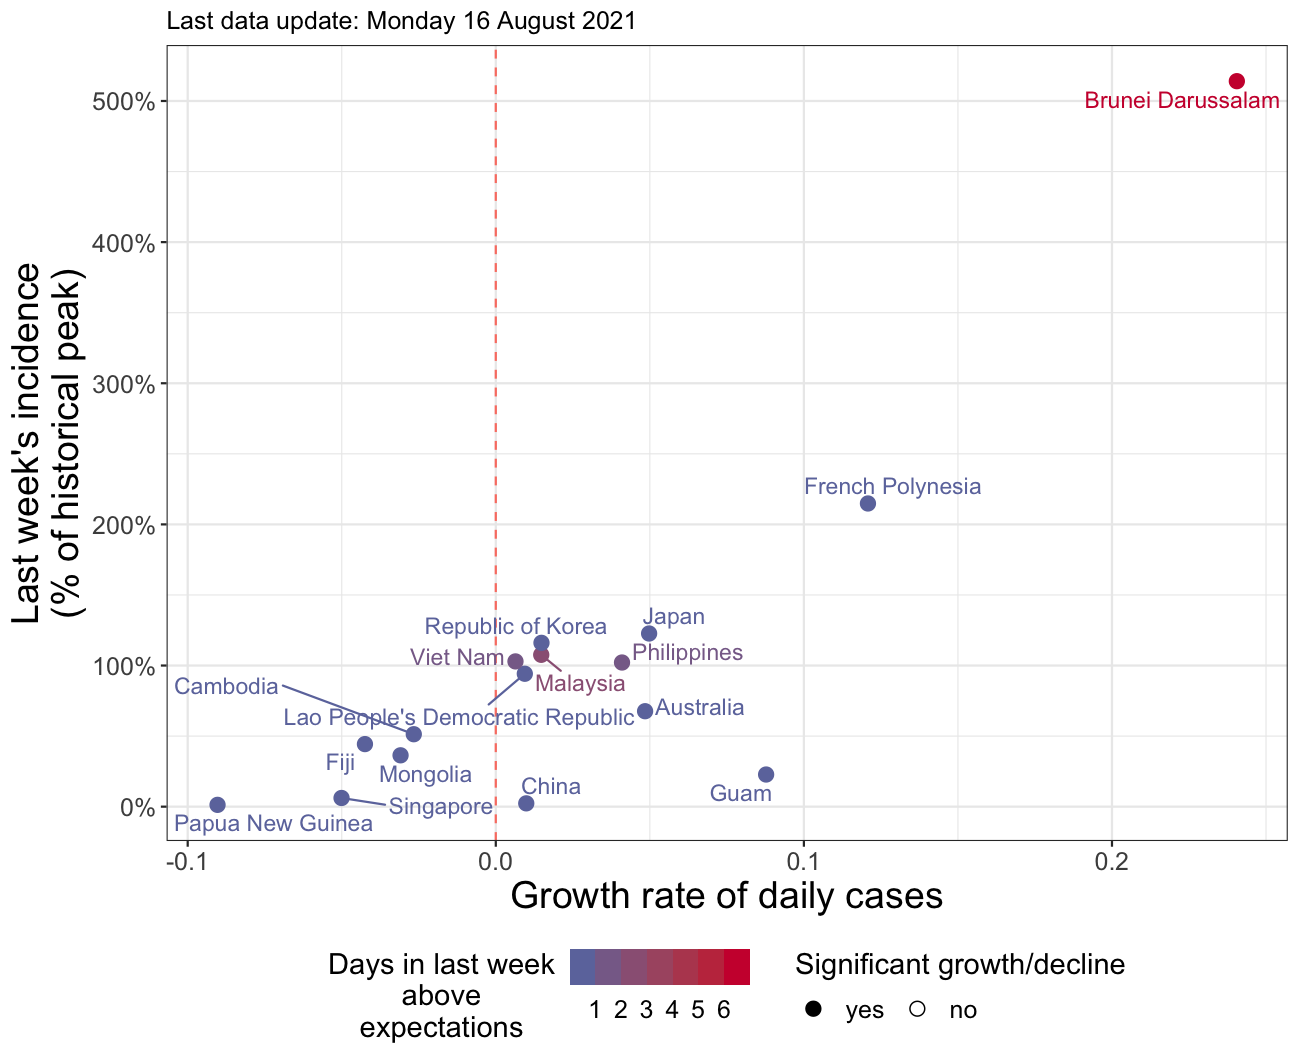 Last data update: Monday 16 August 2021
500%
400%
300%
200%
100%
0%
Last week's incidence
(% of historical peak)
Brunei Darussalam
French Polynesia
Japan
Republic of Korea
Philippines
Viet Nam
Malaysia
Cambodia
Australia
Lao People's Democratic Republic
Fiji
Mongolia
China
Guam
Singapore
Papua New Guinea
-0.1
0.0
0.1
0.2
Growth rate of daily cases
Days in last week
above
expectations
1 2 3 4 5 6
Significant growth/decline
yes no